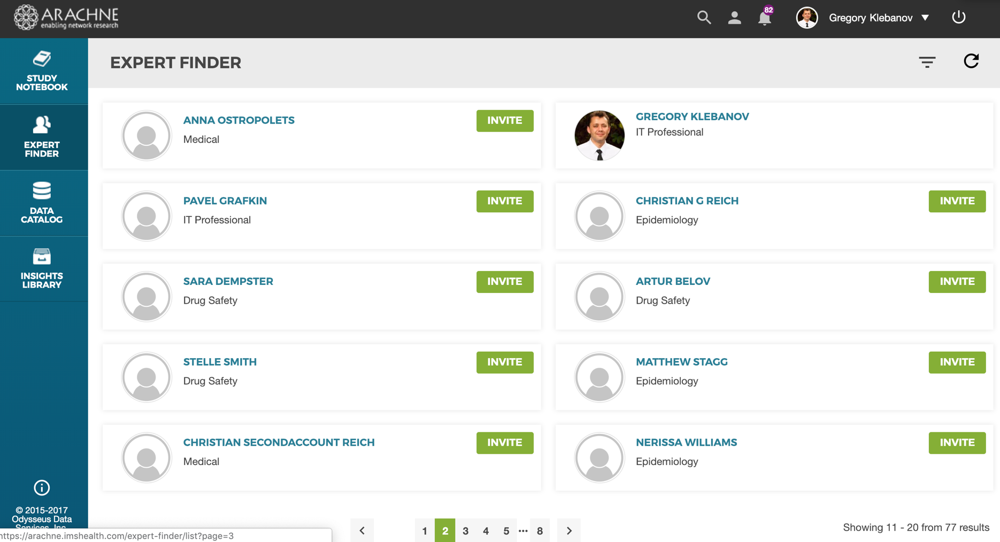 ARACHNE
enabling network research
82
Gregory Klebanov
STUDY
NOTEBOOK
EXPERT
FINDER
DATA
CATALOG
INSIGHTS
LIBRARY
© 2015-2017
Odysseus Data
Services, Inc
https://arachne.imshealth.com/expert-finder/list?page=3
EXPERT FINDER
ANNA OSTROPOLETS
Medical
INVITE
GREGORY KLEBANOV
IT Professional
PAVEL GRAFKIN
IT Professional
INVITE
CHRISTIAN G REICH
Epidemiology
INVITE
SARA DEMPSTER
Drug Safety
INVITE
ARTUR BELOV
Drug Safety
INVITE
STELLE SMITH
Drug Safety
INVITE
MATTHEW STAGG
Epidemiology
INVITE
CHRISTIAN SECONDACCOUNT REICH
Medical
INVITE
NERISSA WILLIAMS
Epidemiology
INVITE
< 1 2 3 4 5 ... 8 >
Showing 11 - 20 from 77 results